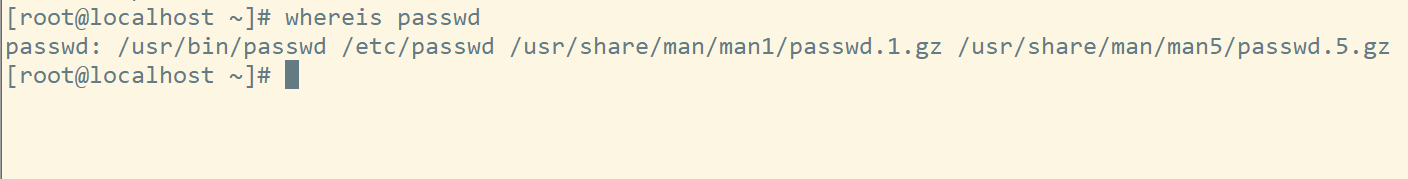 [root@localhost ~]# whereis passwd
passwd: /usr/bin/passwd /etc/passwd /usr/share/man/man1/passwd.1.gz /usr/share/man/man5/passwd.5.gz
[root@localhost ~]#